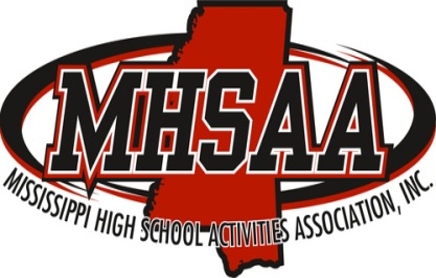 MHSAA
MISSISSIPPI HIGH SCHOOL ACTIVITIES ASSOCIATION, INC.